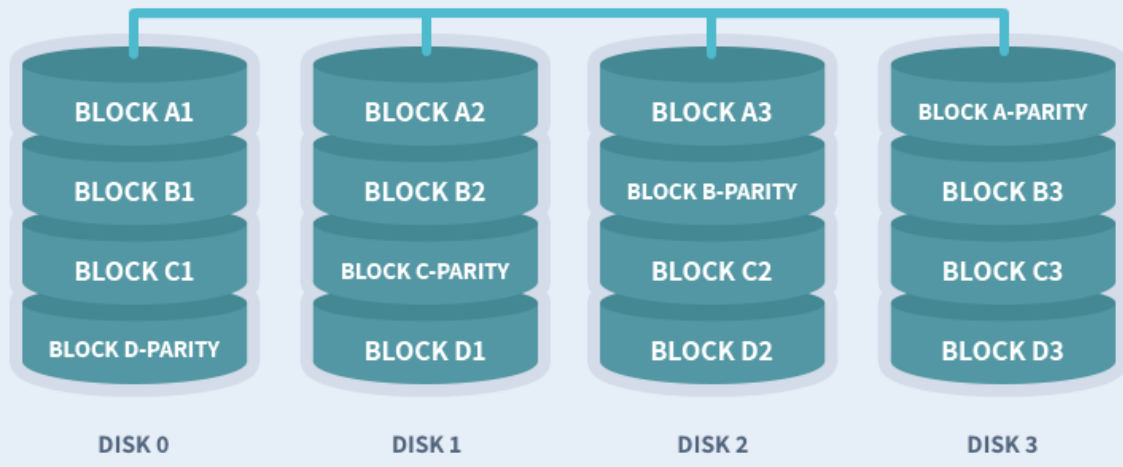 BLOCK A1 BLOCK A2 BLOCK A3 BLOCK A-PARITY
BLOCK B1 BLOCK B2 BLOCK B-PARITY BLOCK B3
BLOCK C1 BLOCK C-PARITY BLOCK C2 BLOCK C3
BLOCK D-PARITY BLOCK D1 BLOCK D2 BLOCK D3
DISK 0 DISK 1 DISK 2 DISK 3